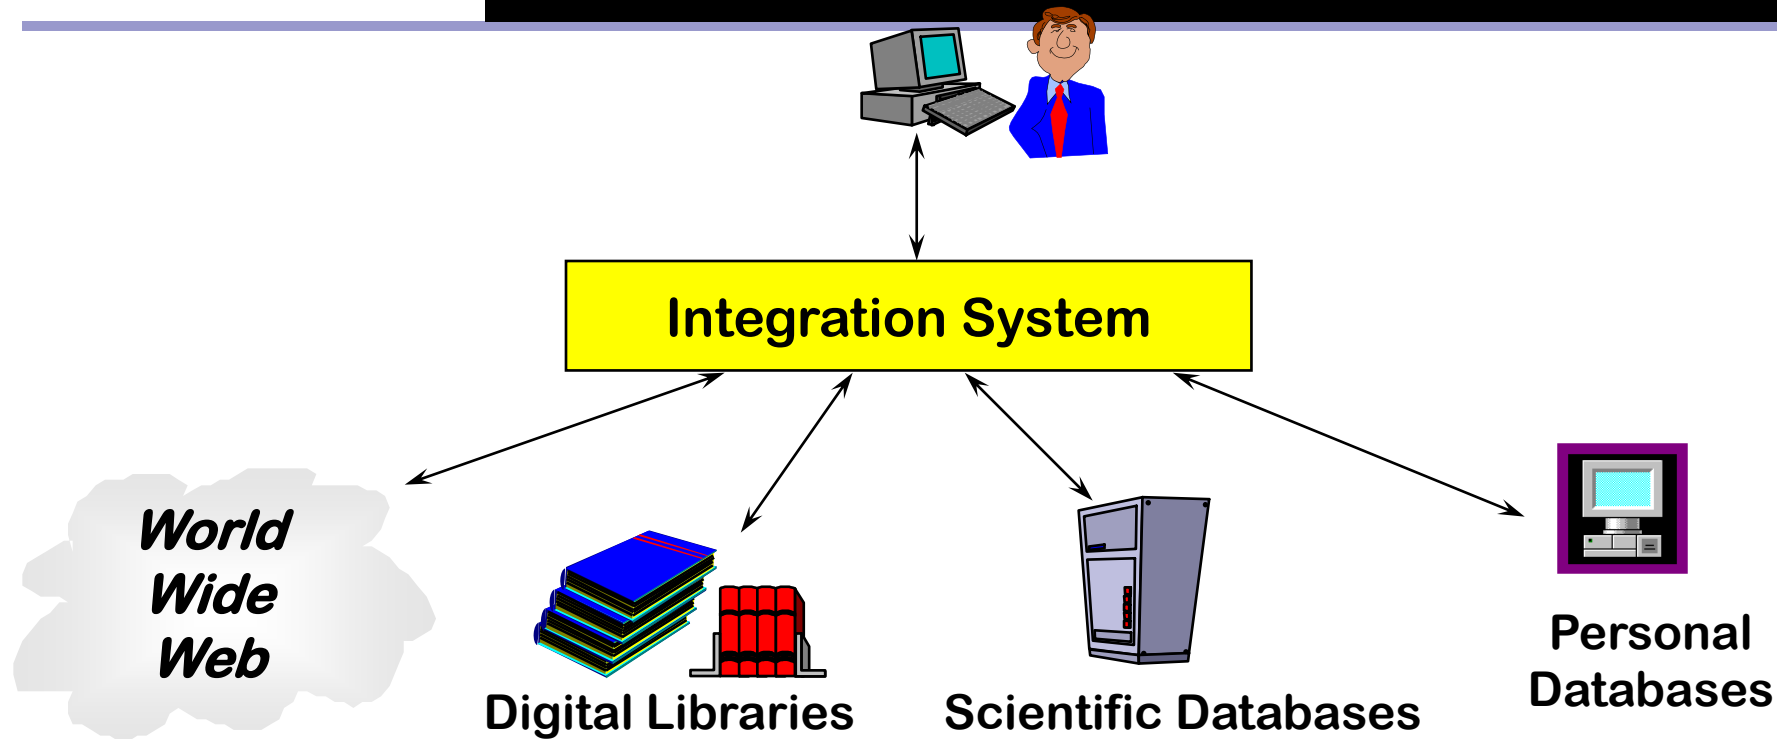 Integration System
World
Wide
Web
Digital Libraries
Scientific Databases
Personal
Databases